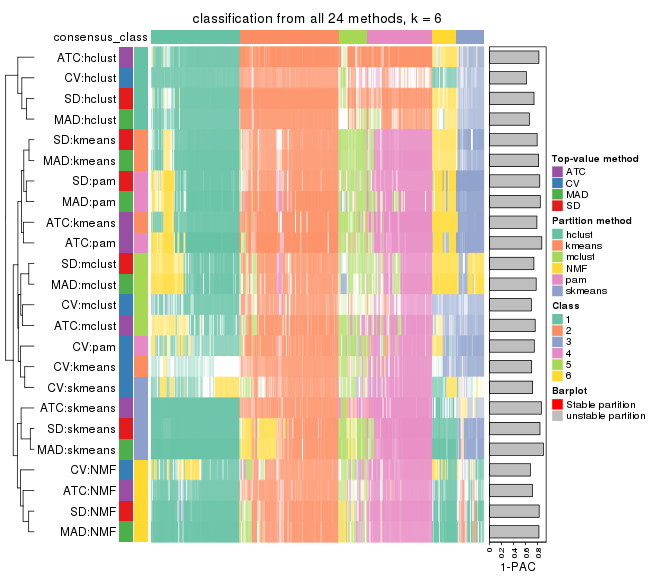 classification from all 24 methods, k = 6
consensus_class
ATC:hclust
CV:hclust
SD:hclust
MAD:hclust
SD:kmeans
MAD:kmeans
SD:pam
MAD:pam
ATC:kmeans
ATC:pam
SD:mclust
MAD:mclust
CV:mclust
ATC:mclust
CV:pam
CV:kmeans
CV:skmeans
ATC:skmeans
SD:skmeans
MAD:skmeans
CV:NMF
ATC:NMF
SD:NMF
MAD:NMF
0
0.2
0.4
0.6
0.8
1-PAC
Top-value method
ATC
CV
MAD
SD
Partition method
hclust
kmeans
mclust
NMF
pam
skmeans
Class
1
2
3
4
5
6
Barplot
Stable partition
unstable partition